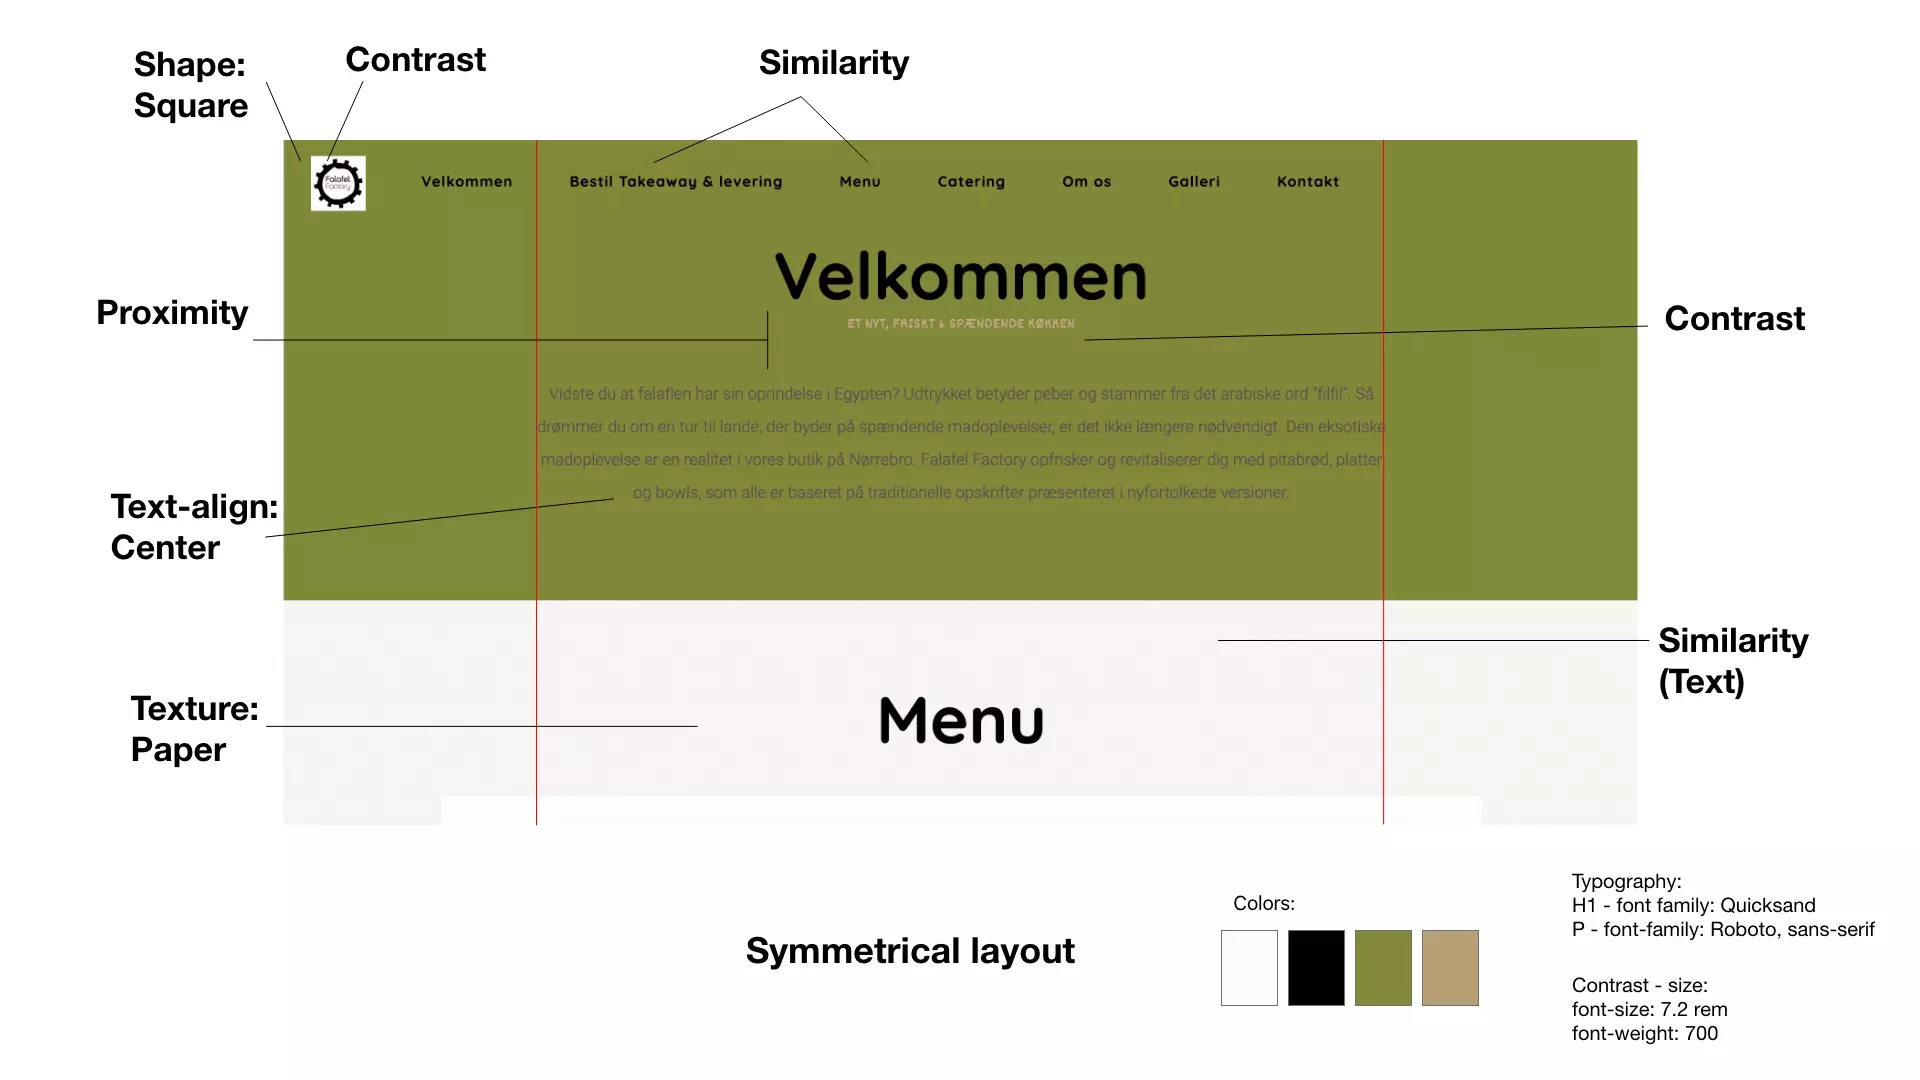 Shape:
Square
Contrast
Similarity
Falafel
Factory
Velkommen
Bestil Takeaway & levering
Menu
Catering
Om os
Galleri
Kontakt
Velkommen
ET NYT, FRISKT & SPÆNDENDE KØKKEN
Proximity
Contrast
Vidste du at falaflen har sin oprindelse i Egypten? Udtrykket betyder peber og stammer fra det arabiske ord "filfil". Så
drømmer du om en tur til lande, der byder på spændende madoplevelser, er det ikke længere nødvendigt. Den eksotiske
madoplevelse er en realitet i vores butik på Nørrebro. Falafel Factory opfrisker og revitaliserer dig med pitabrød, platter
og bowls, som alle er baseret på traditionelle opskrifter præsenteret i nyfortolkede versioner.
Text-align:
Center
Similarity
(Text)
Texture:
Paper
Menu
Symmetrical layout
Colors:
Typography:
H1 - font family: Quicksand
P - font-family: Roboto, sans-serif
Contrast - size:
font-size: 7.2 rem
font-weight: 700